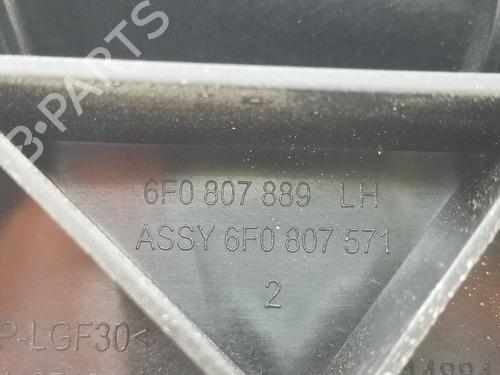 B-PARTS
6F0 807 889 LH
ASSY 6F0 807 571
2
P-LGF30<